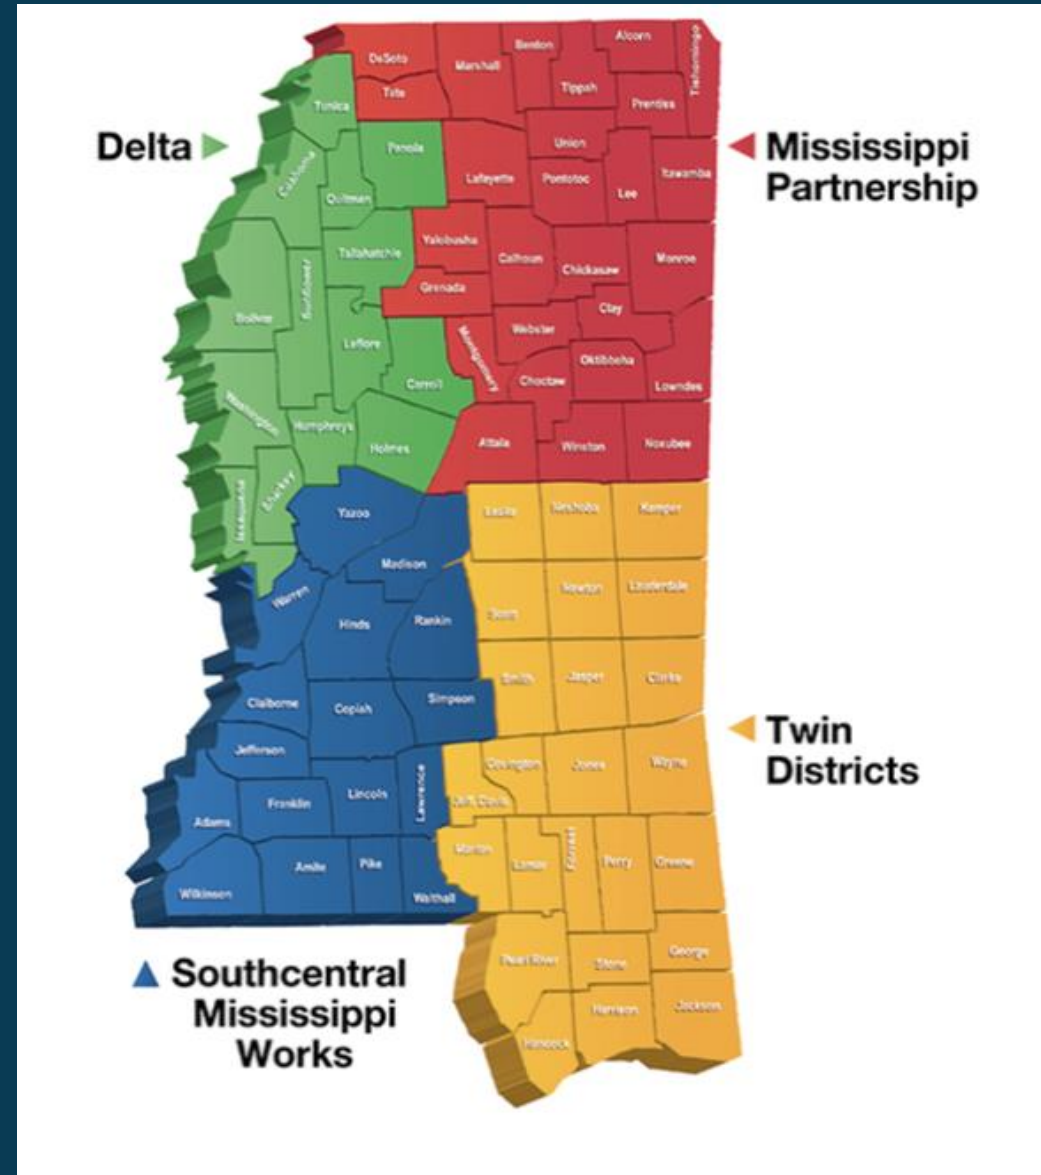 DeSoto
Marshall
Benton
Alcorn
Tishomingo
Tate
Tippah
Prentiss
Tunica
Delta
Panola
Union
Mississippi
Partnership
Coahoma
Quitman
Lafayette
Pontotoc
Lee
Itawamba
Tallahatchie
Yalobusha
Calhoun
Chickasaw
Monroe
Sunflower
Grenada
Bolivar
Leflore
Webster
Clay
Montgomery
Carroll
Choctaw
Oktibbeha
Lowndes
Washington
Humphreys
Holmes
Attala
Winston
Noxubee
Issaquena
Sharkey
Yazoo
Leake
Neshoba
Kemper
Madison
Warren
Hinds
Rankin
Scott
Newton
Lauderdale
Claiborne
Copiah
Simpson
Smith
Jasper
Clarke
Jefferson
Lawrence
Covington
Jones
Wayne
Twin
Districts
Adams
Franklin
Lincoln
Jeff. Davis
Wilkinson
Amite
Pike
Walthall
Marion
Lamar
Forrest
Perry
Greene
Southcentral
Mississippi
Works
Pearl River
Stone
George
Hancock
Harrison
Jackson